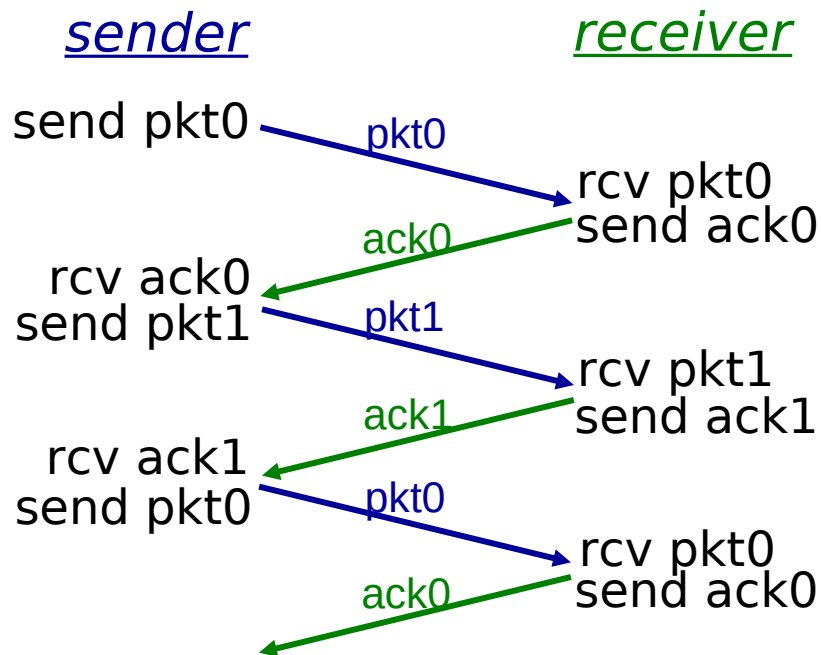 sender
receiver
send pkt0
pkt0
rcv pkt0
send ack0
ack0
rcv ack0
send pkt1
pkt1
rcv pkt1
send ack1
ack1
rcv ack1
send pkt0
pkt0
rcv pkt0
send ack0
ack0